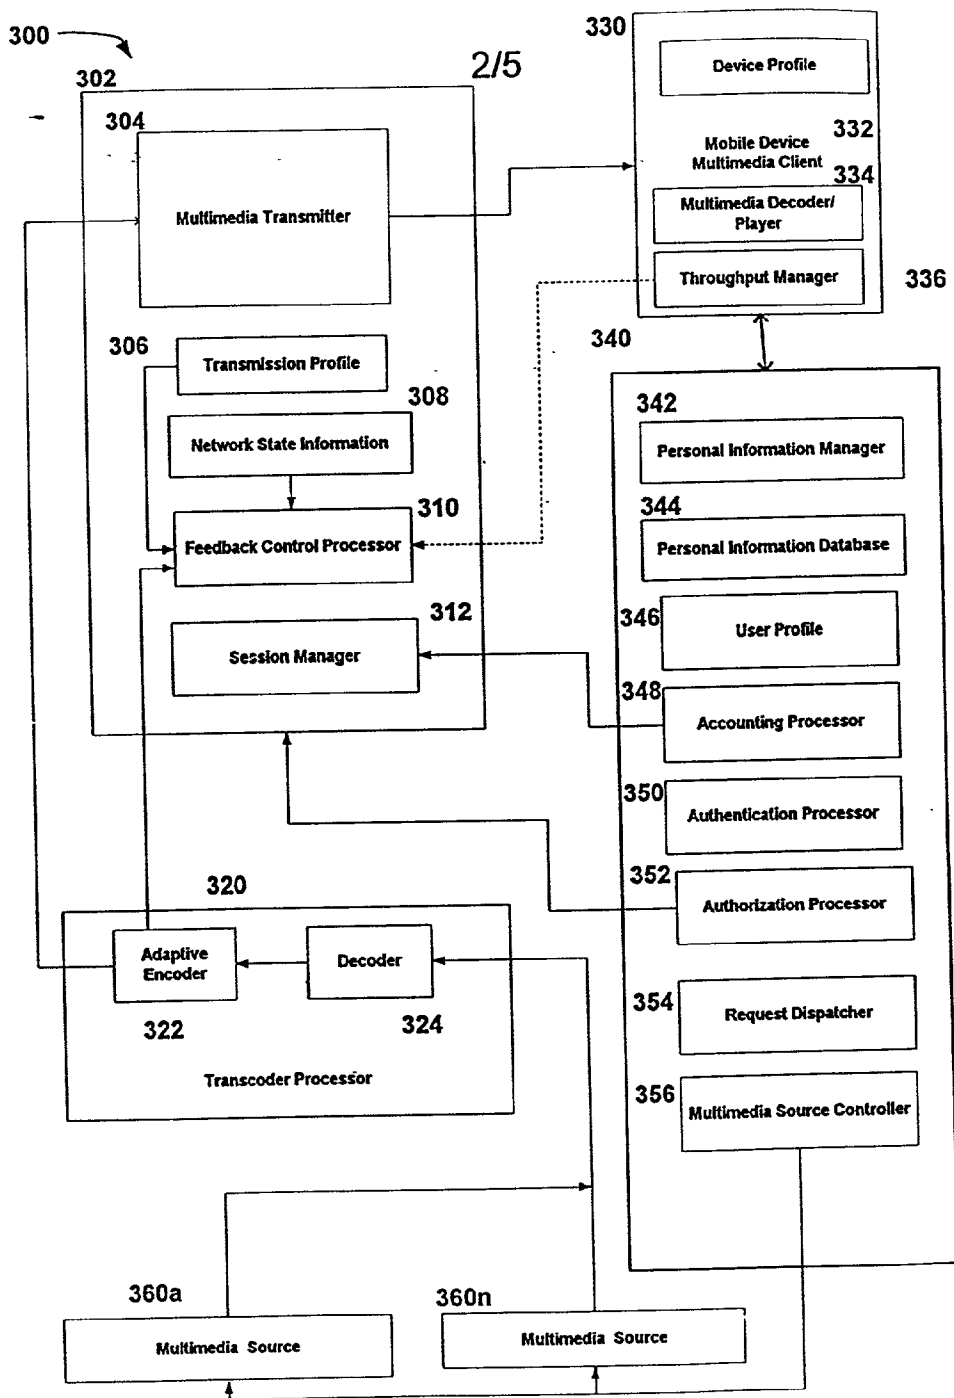 300
2/5
302
304
Multimedia Transmitter
306
Transmission Profile
308
Network State Information
310
Feedback Control Processor
312
Session Manager
320
Adaptive
Encoder
322
Decoder
324
Transcoder Processor
330
Device Profile
332
Mobile Device
Multimedia Client
334
Multimedia Decoder/
Player
Throughput Manager
336
340
342
Personal Information Manager
344
Personal Information Database
346
User Profile
348
Accounting Processor
350
Authentication Processor
352
Authorization Processor
354
Request Dispatcher
356
Multimedia Source Controller
360a
Multimedia Source
360n
Multimedia Source